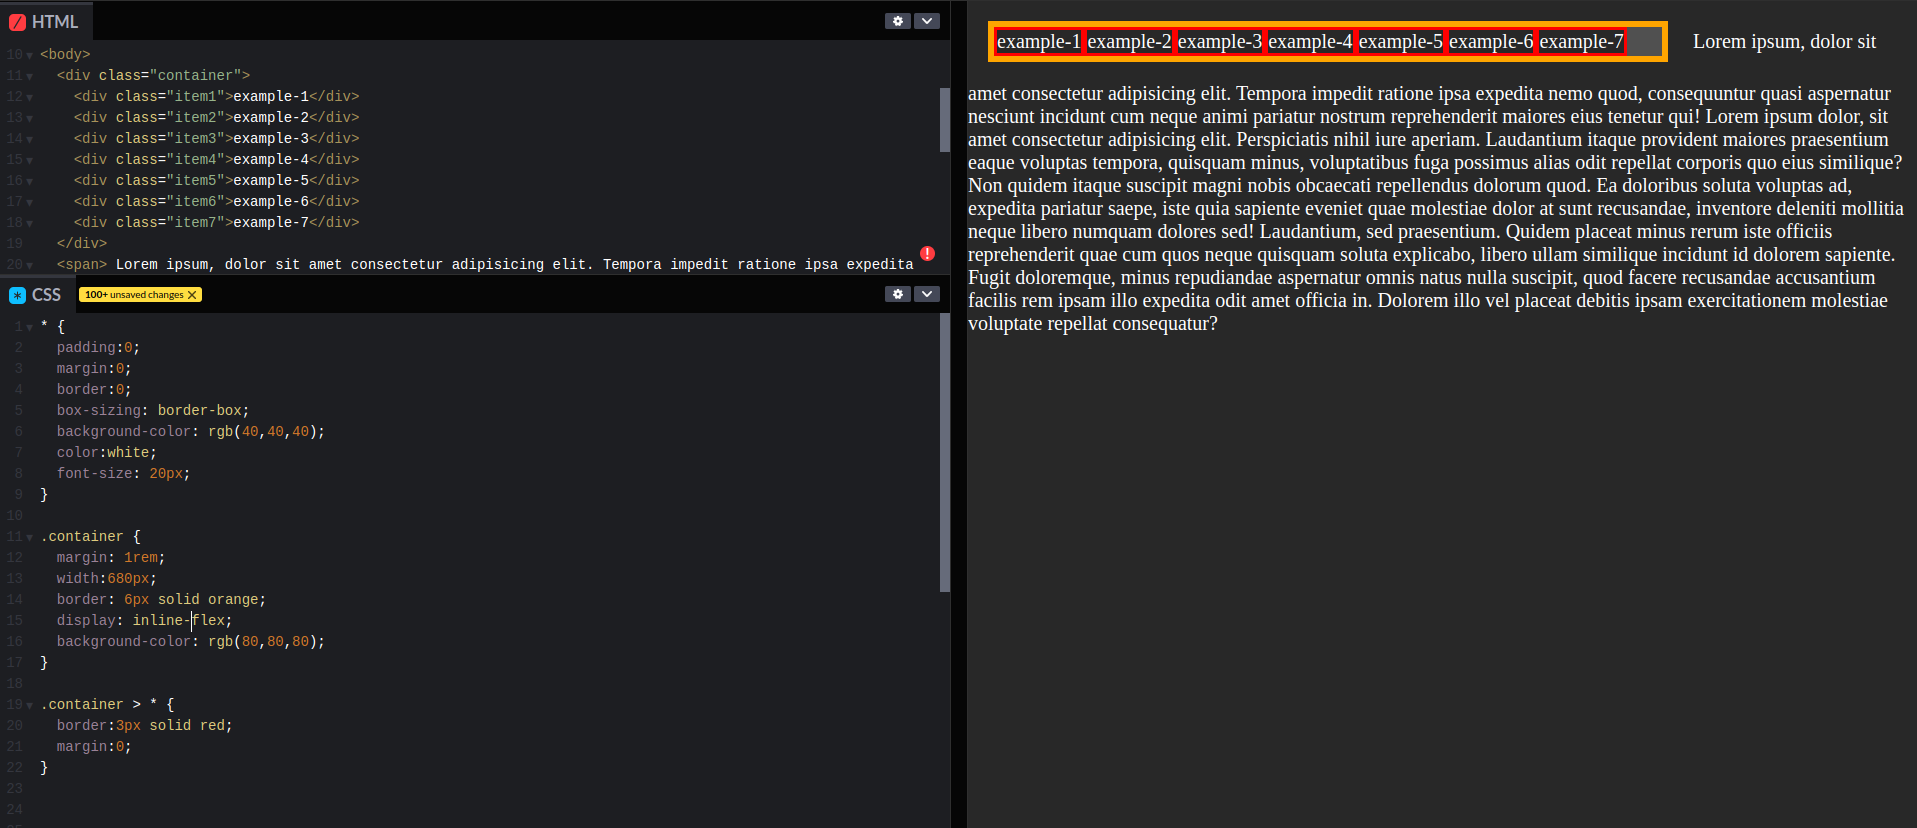 HTML
10 <body>
11 <div class="container">
12 <div class="item1">example-1</div>
13 <div class="item2">example-2</div>
14 <div class="item3">example-3</div>
15 <div class="item4">example-4</div>
16 <div class="item5">example-5</div>
17 <div class="item6">example-6</div>
18 <div class="item7">example-7</div>
19 </div>
20 <span> Lorem ipsum, dolor sit amet consectetur adipisicing elit. Tempora impedit ratione ipsa expedita
CSS 100+ unsaved changes
1 * {
2 padding:0;
3 margin:0;
4 border:0;
5 box-sizing: border-box;
6 background-color: rgb(40,40,40);
7 color:white;
8 font-size: 20px;
9 }
10
11 .container {
12 margin: 1rem;
13 width:680px;
14 border: 6px solid orange;
15 display: inline-flex;
16 background-color: rgb(80,80,80);
17 }
18
19 .container > * {
20 border:3px solid red;
21 margin:0;
22 }
23
24
example-1 example-2 example-3 example-4 example-5 example-6 example-7 Lorem ipsum, dolor sit
amet consectetur adipisicing elit. Tempora impedit ratione ipsa expedita nemo quod, consequuntur quasi aspernatur
nesciunt incidunt cum neque animi pariatur nostrum reprehenderit maiores eius tenetur qui! Lorem ipsum dolor, sit
amet consectetur adipisicing elit. Perspiciatis nihil iure aperiam. Laudantium itaque provident maiores praesentium
eaque voluptas tempora, quisquam minus, voluptatibus fuga possimus alias odit repellat corporis quo eius similique?
Non quidem itaque suscipit magni nobis obcaecati repellendus dolorum quod. Ea doloribus soluta voluptas ad,
expedita pariatur saepe, iste quia sapiente eveniet quae molestiae dolor at sunt recusandae, inventore deleniti mollitia
neque libero numquam dolores sed! Laudantium, sed praesentium. Quidem placeat minus rerum iste officiis
reprehenderit quae cum quos neque quisquam soluta explicabo, libero ullam similique incidunt id dolorem sapiente.
Fugit doloremque, minus repudiandae aspernatur omnis natus nulla suscipit, quod facere recusandae accusantium
facilis rem ipsam illo expedita odit amet officia in. Dolorem illo vel placeat debitis ipsam exercitationem molestiae
voluptate repellat consequatur?